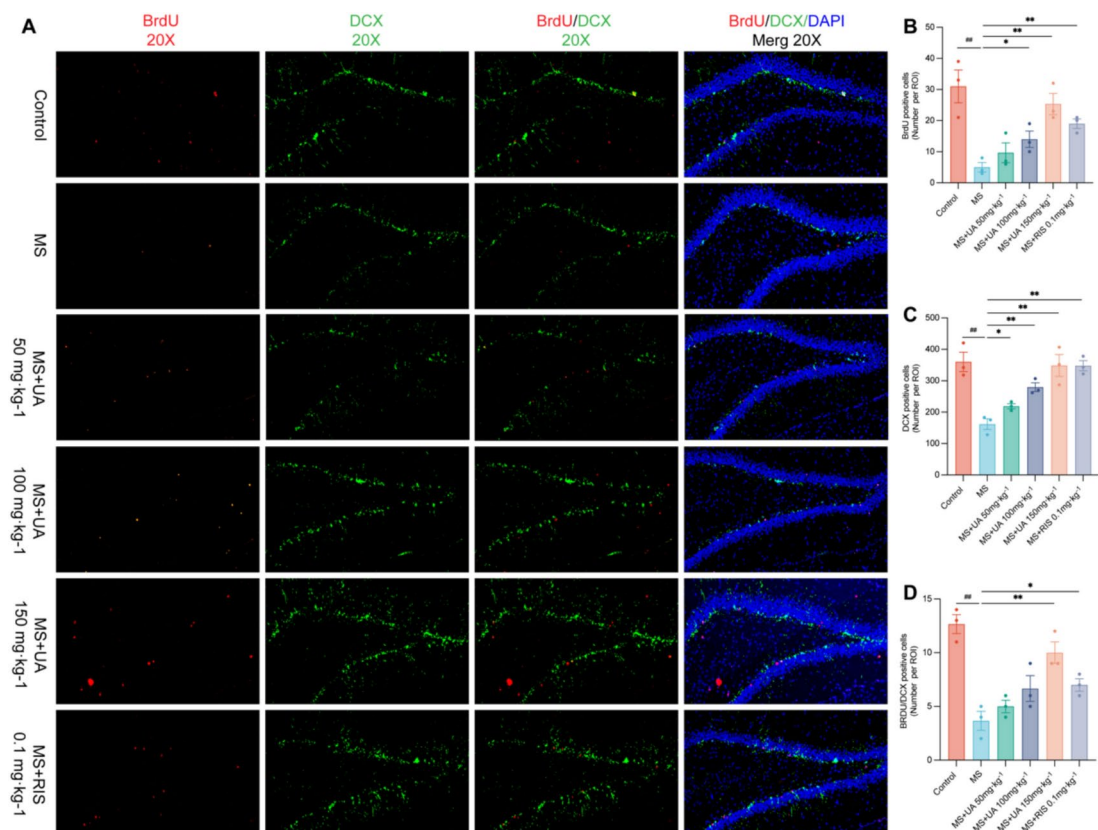 A
BrdU
20X
DCX
20X
BrdU/DCX
20X
BrdU/DCX/DAPI
Merg 20X
Control
MS
MS+UA
50 mg·kg-1
MS+UA
100 mg·kg-1
MS+UA
150 mg·kg-1
MS+RIS
0.1 mg·kg-1
B
BrdU positive cells
(Number per ROI)
50
40
30
20
10
0
##
*
**
**
Control
MS
MS+UA 50mg·kg⁻¹
MS+UA 100mg·kg⁻¹
MS+UA 150mg·kg⁻¹
MS+RIS 0.1mg·kg⁻¹
C
DCX positive cells
(Number per ROI)
500
400
300
200
100
0
##
*
**
**
**
Control
MS
MS+UA 50mg·kg⁻¹
MS+UA 100mg·kg⁻¹
MS+UA 150mg·kg⁻¹
MS+RIS 0.1mg·kg⁻¹
D
BRDU/DCX positive cells
(Number per ROI)
15
10
5
0
##
**
*
Control
MS
MS+UA 50mg·kg⁻¹
MS+UA 100mg·kg⁻¹
MS+UA 150mg·kg⁻¹
MS+RIS 0.1mg·kg⁻¹